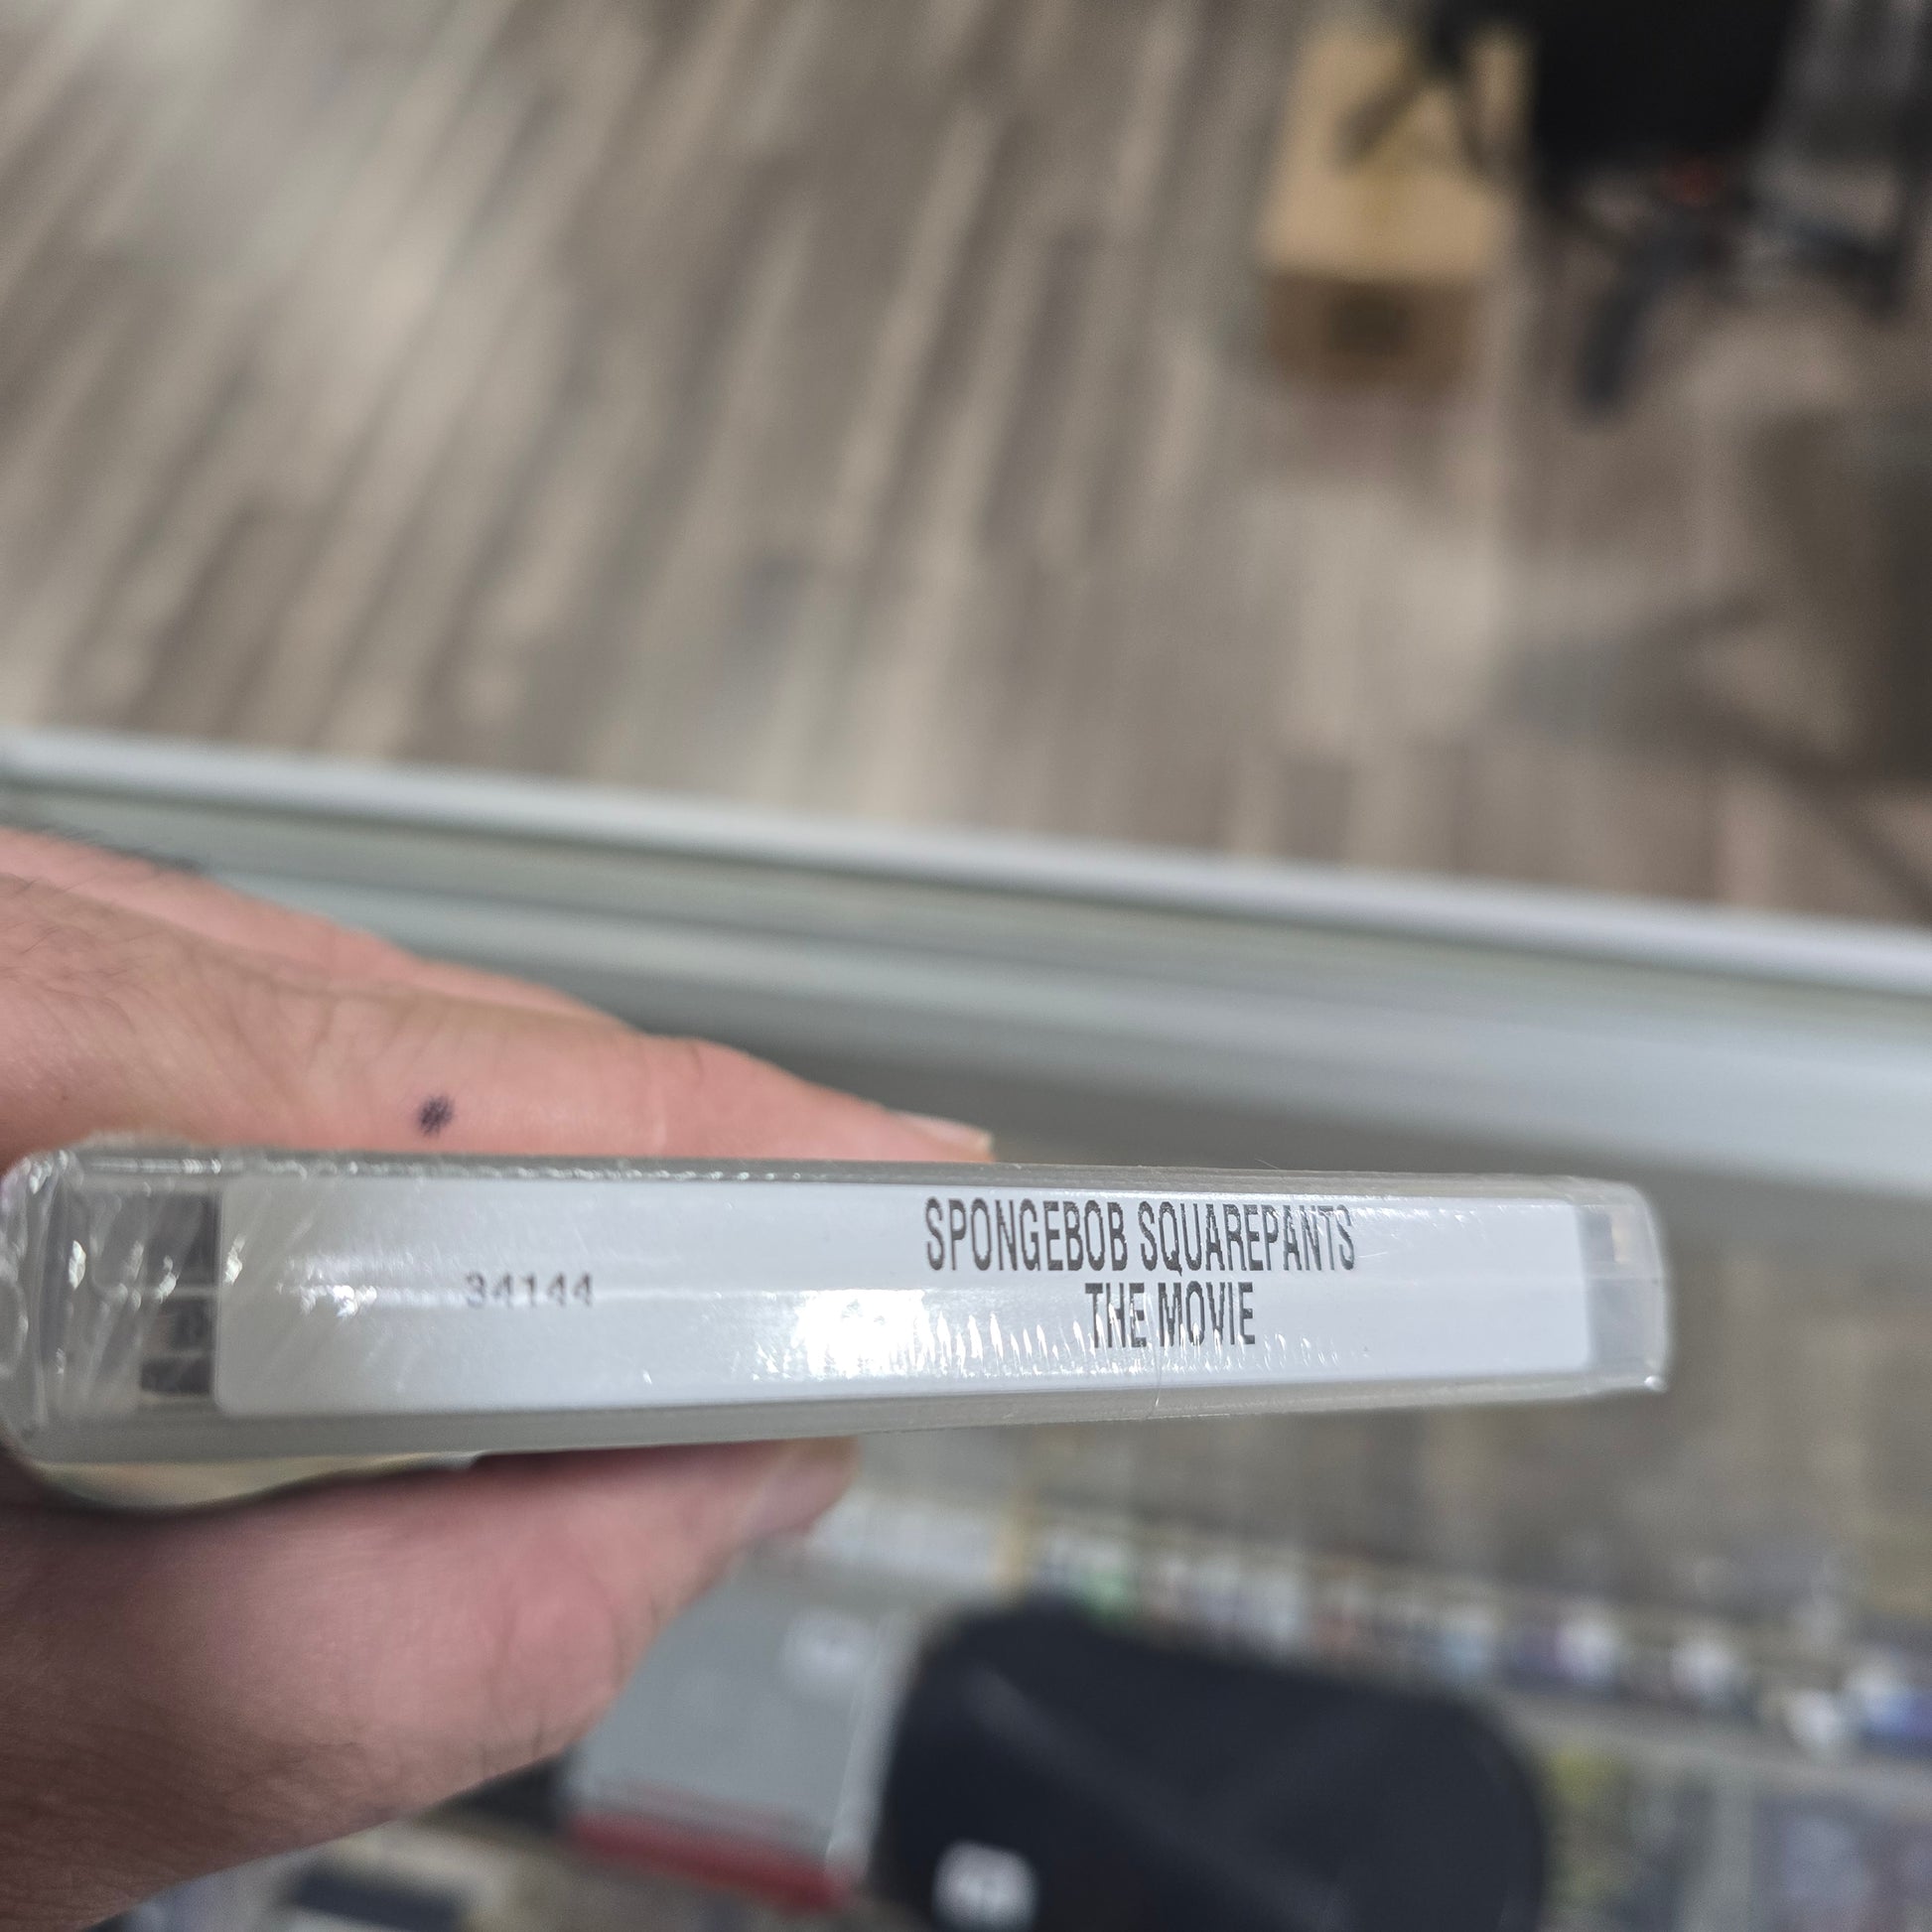 34144
SPONGEBOB SQUAREPANTS
THE MOVIE